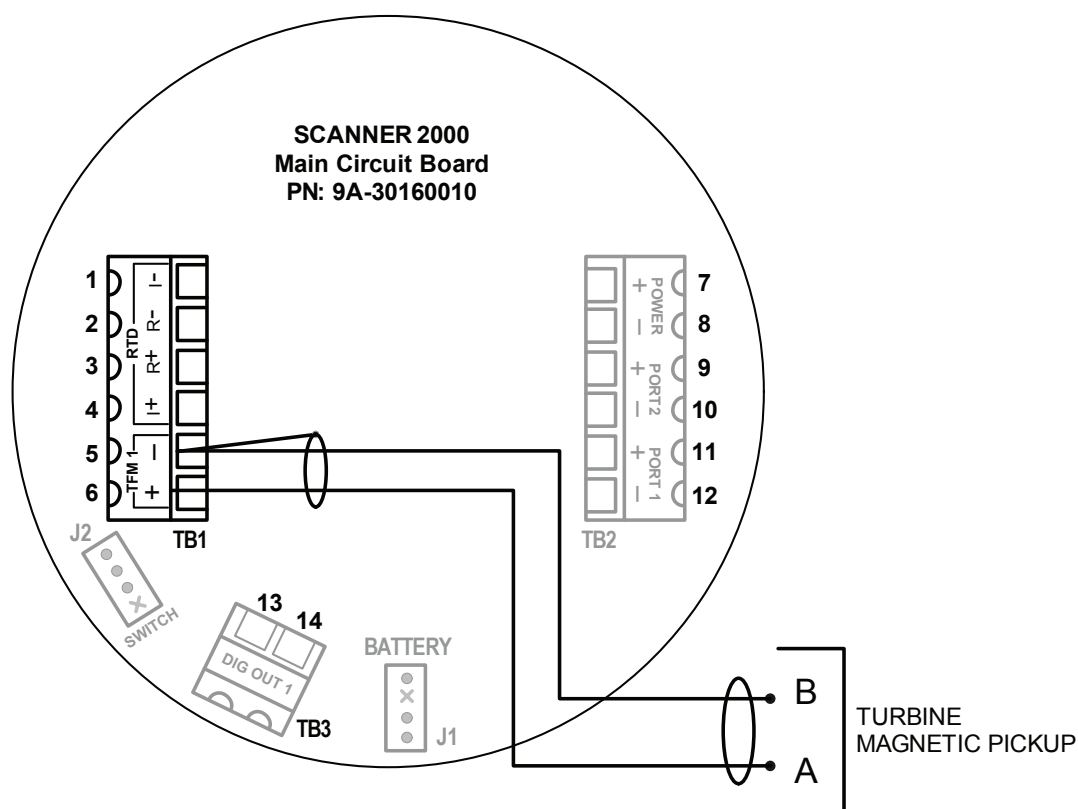 SCANNER 2000
Main Circuit Board
PN: 9A-30160010
1
2
3
4
5
6
I-
R-
R+
I+
RTD
−
+
TFM 1
TB1
+
−
POWER
+
−
PORT 2
+
−
PORT 1
7
8
9
10
11
12
TB2
J2
SWITCH
13
14
DIG OUT 1
TB3
BATTERY
J1
B
A
TURBINE
MAGNETIC PICKUP